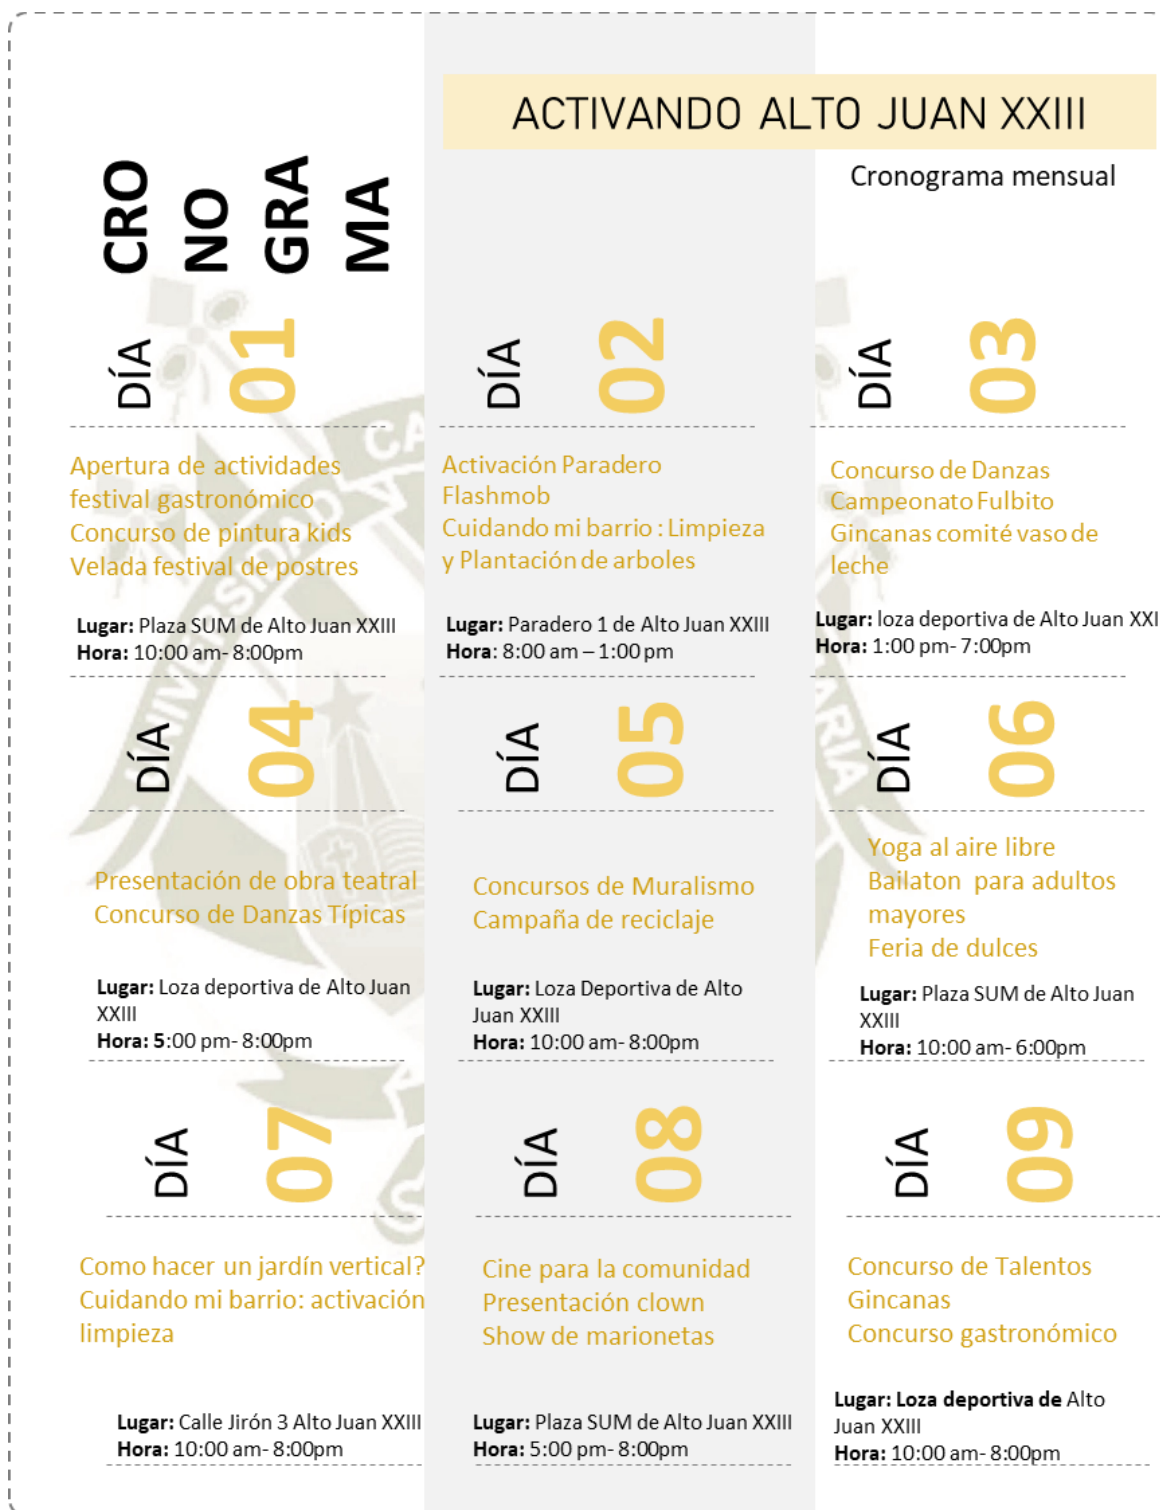 ACTIVANDO ALTO JUAN XXIII
Cronograma mensual
CRO
NO
GRA
MA
DÍA 01
Apertura de actividades
festival gastronómico
Concurso de pintura kids
Velada festival de postres
Lugar: Plaza SUM de Alto Juan XXIII
Hora: 10:00 am- 8:00pm
DÍA 02
Activación Paradero
Flashmob
Cuidando mi barrio : Limpieza
y Plantación de arboles
Lugar: Paradero 1 de Alto Juan XXIII
Hora: 8:00 am – 1:00 pm
DÍA 03
Concurso de Danzas
Campeonato Fulbito
Gincanas comité vaso de
leche
Lugar: loza deportiva de Alto Juan XXI
Hora: 1:00 pm- 7:00pm
DÍA 04
Presentación de obra teatral
Concurso de Danzas Típicas
Lugar: Loza deportiva de Alto Juan
XXIII
Hora: 5:00 pm- 8:00pm
DÍA 05
Concursos de Muralismo
Campaña de reciclaje
Lugar: Loza Deportiva de Alto
Juan XXIII
Hora: 10:00 am- 8:00pm
DÍA 06
Yoga al aire libre
Bailaton para adultos
mayores
Feria de dulces
Lugar: Plaza SUM de Alto Juan
XXIII
Hora: 10:00 am- 6:00pm
DÍA 07
Como hacer un jardín vertical?
Cuidando mi barrio: activación
limpieza
Lugar: Calle Jirón 3 Alto Juan XXIII
Hora: 10:00 am- 8:00pm
DÍA 08
Cine para la comunidad
Presentación clown
Show de marionetas
Lugar: Plaza SUM de Alto Juan XXIII
Hora: 5:00 pm- 8:00pm
DÍA 09
Concurso de Talentos
Gincanas
Concurso gastronómico
Lugar: Loza deportiva de Alto
Juan XXIII
Hora: 10:00 am- 8:00pm
UNIVERSIDAD CA
ARIA